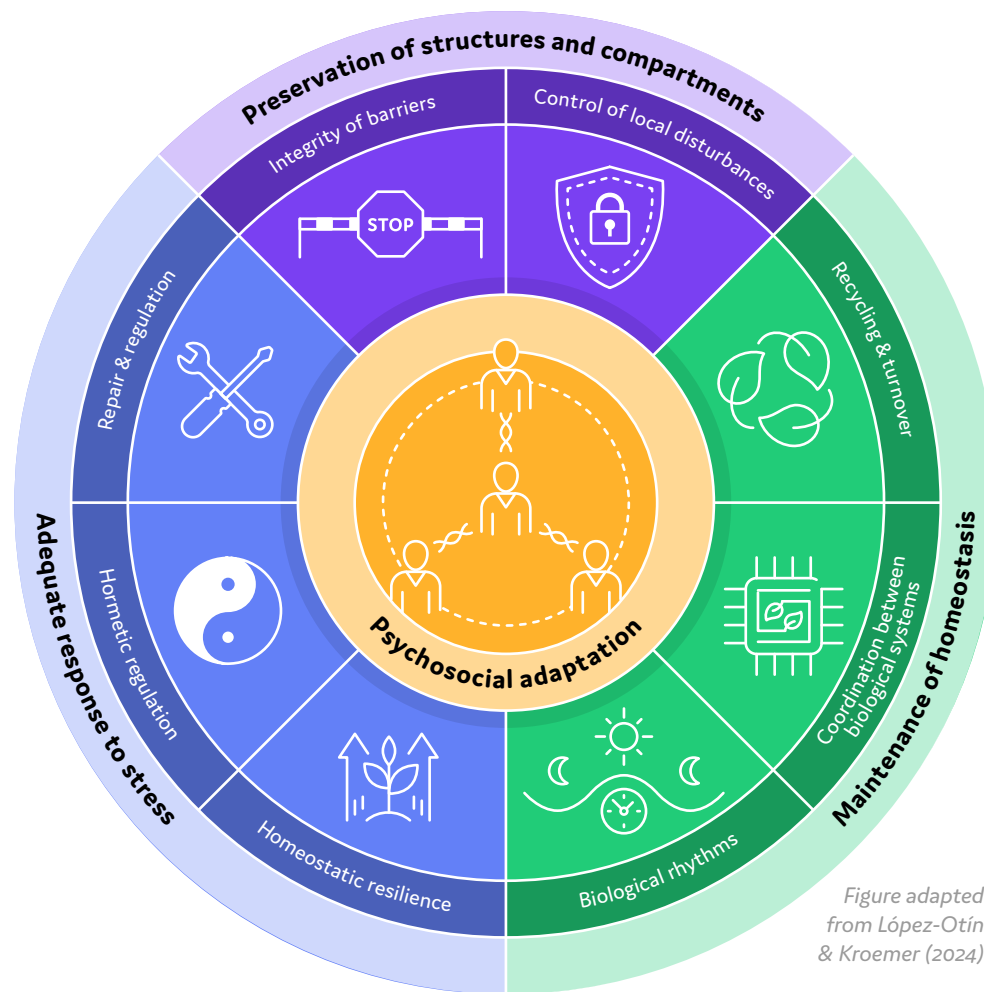 Preservation of structures and compartments
Integrity of barriers
Control of local disturbances
STOP
Recycling & turnover
Coordination between
biological systems
Biological rhythms
Maintenance of homeostasis
Homeostatic resilience
Hormetic regulation
Repair & regulation
Adequate response to stress
Psychosocial adaptation
Figure adapted
from López-Otín
& Kroemer (2024)